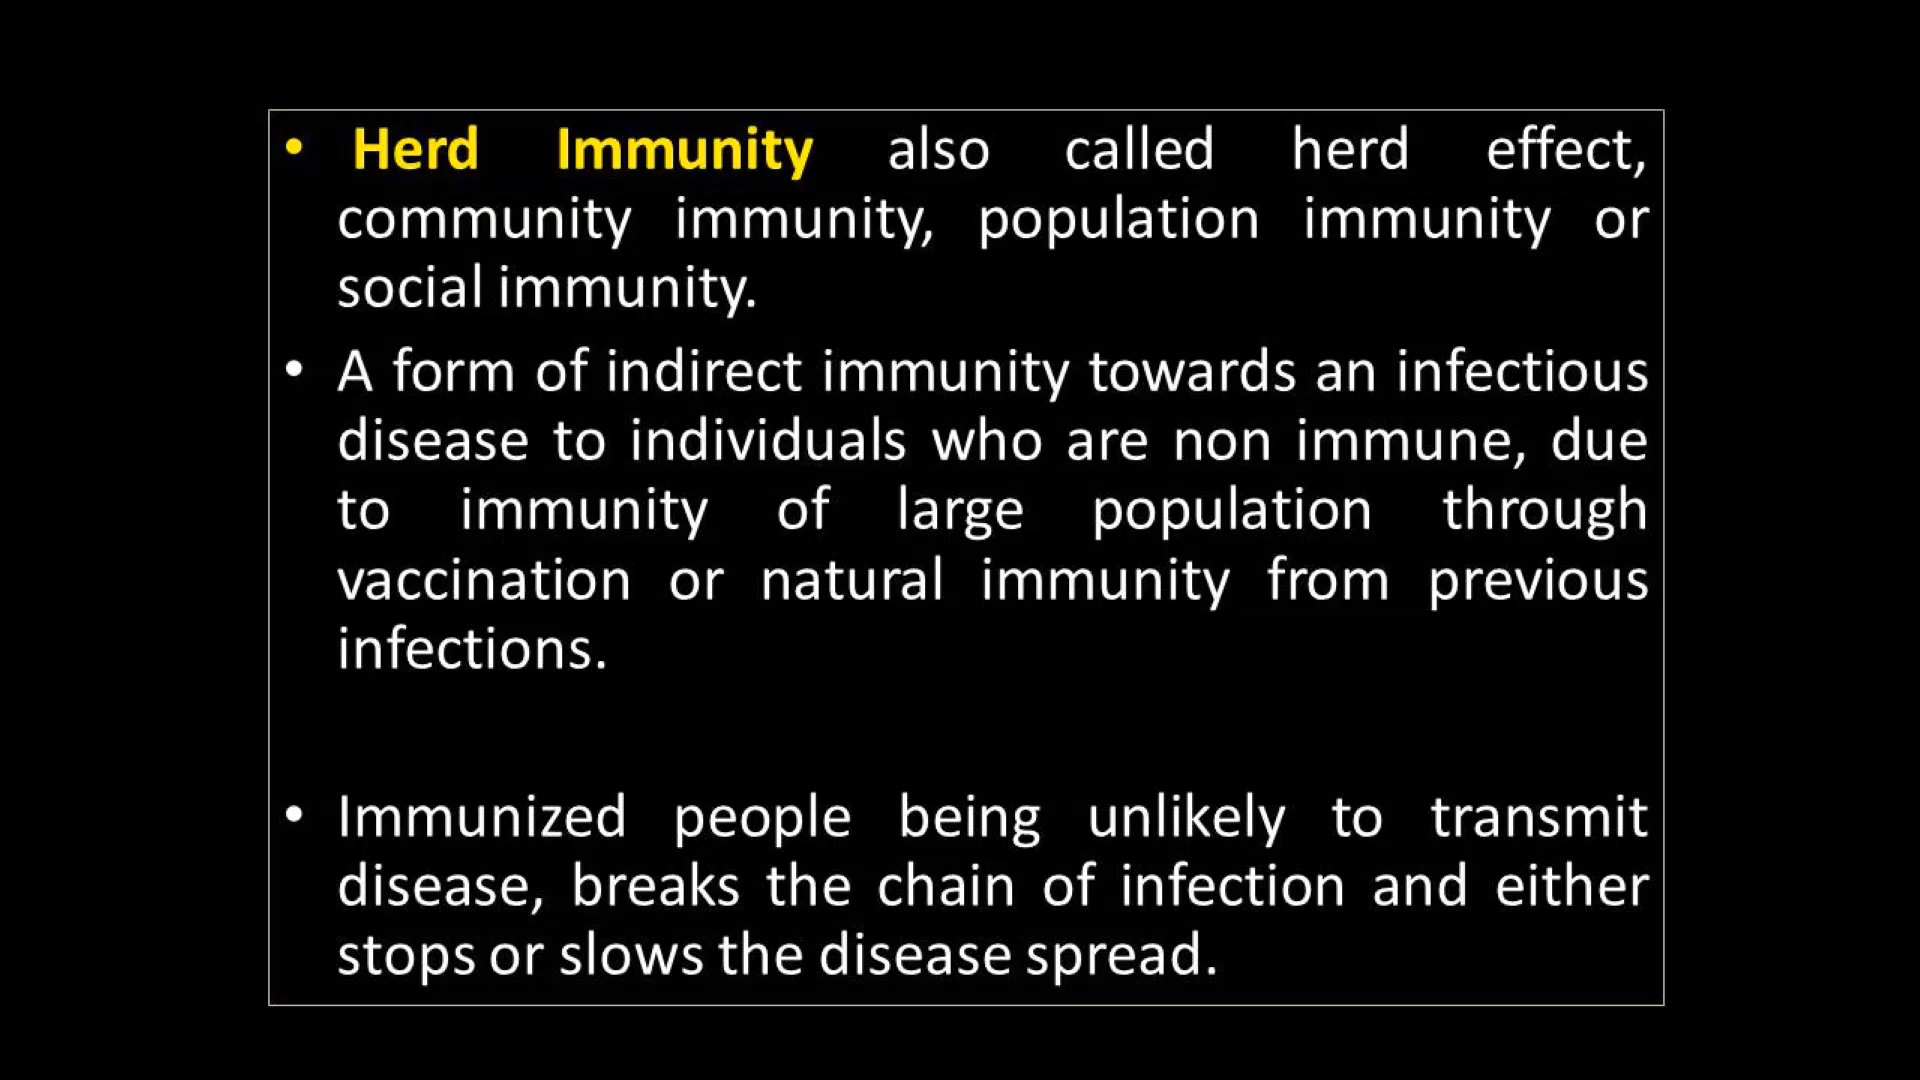 • Herd Immunity also called herd effect,
community immunity, population immunity or
social immunity.
• A form of indirect immunity towards an infectious
disease to individuals who are non immune, due
to immunity of large population through
vaccination or natural immunity from previous
infections.
• Immunized people being unlikely to transmit
disease, breaks the chain of infection and either
stops or slows the disease spread.